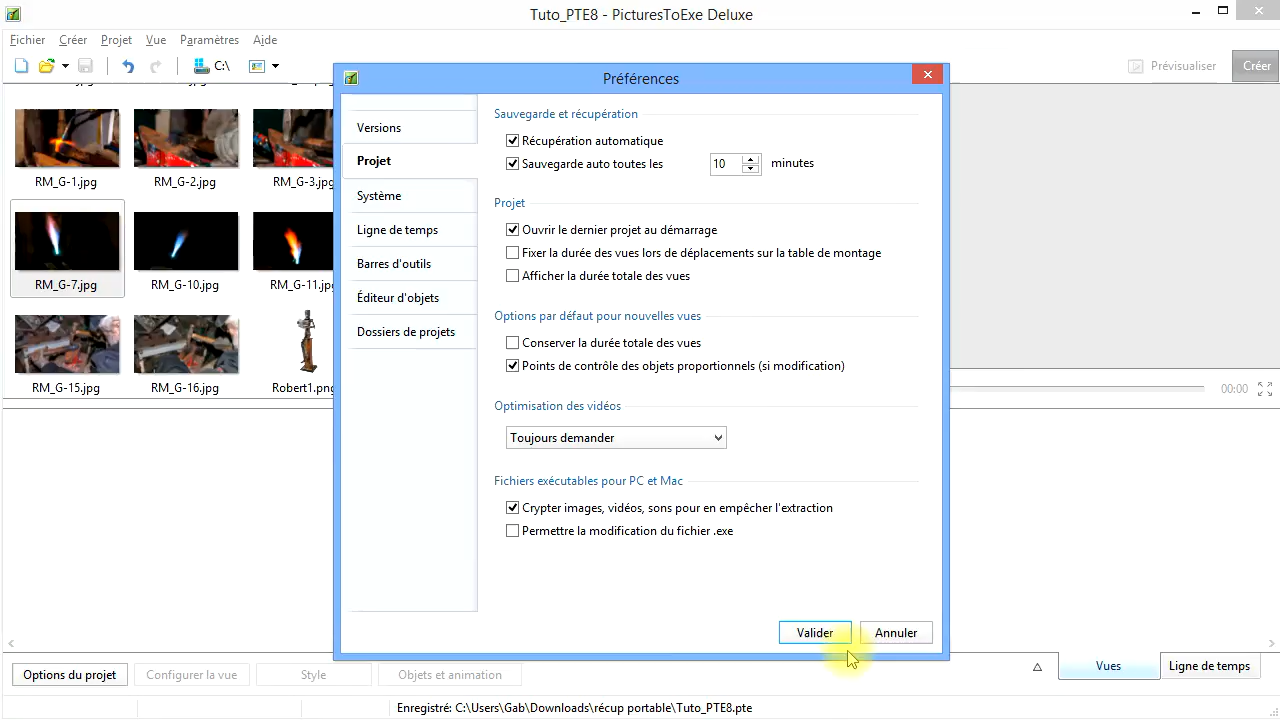 Tuto_PTE8 - PicturesToExe Deluxe
Fichier Créer Projet Vue Paramètres Aide
C:\ Prévisualiser Créer
Préférences
RM_G-1.jpg RM_G-2.jpg RM_G-3.jp
RM_G-7.jpg RM_G-10.jpg RM_G-11.jp
RM_G-15.jpg RM_G-16.jpg Robert1.pn
Versions
Projet
Système
Ligne de temps
Barres d'outils
Éditeur d'objets
Dossiers de projets
Sauvegarde et récupération
Récupération automatique
Sauvegarde auto toutes les 10 minutes
Projet
Ouvrir le dernier projet au démarrage
Fixer la durée des vues lors de déplacements sur la table de montage
Afficher la durée totale des vues
Options par défaut pour nouvelles vues
Conserver la durée totale des vues
Points de contrôle des objets proportionnels (si modification)
Optimisation des vidéos
Toujours demander
Fichiers exécutables pour PC et Mac
Crypter images, vidéos, sons pour en empêcher l'extraction
Permettre la modification du fichier .exe
Valider Annuler
00:00
Options du projet Configurer la vue Style Objets et animation Vues Ligne de temps
Enregistré: C:\Users\Gab\Downloads\récup portable\Tuto_PTE8.pte